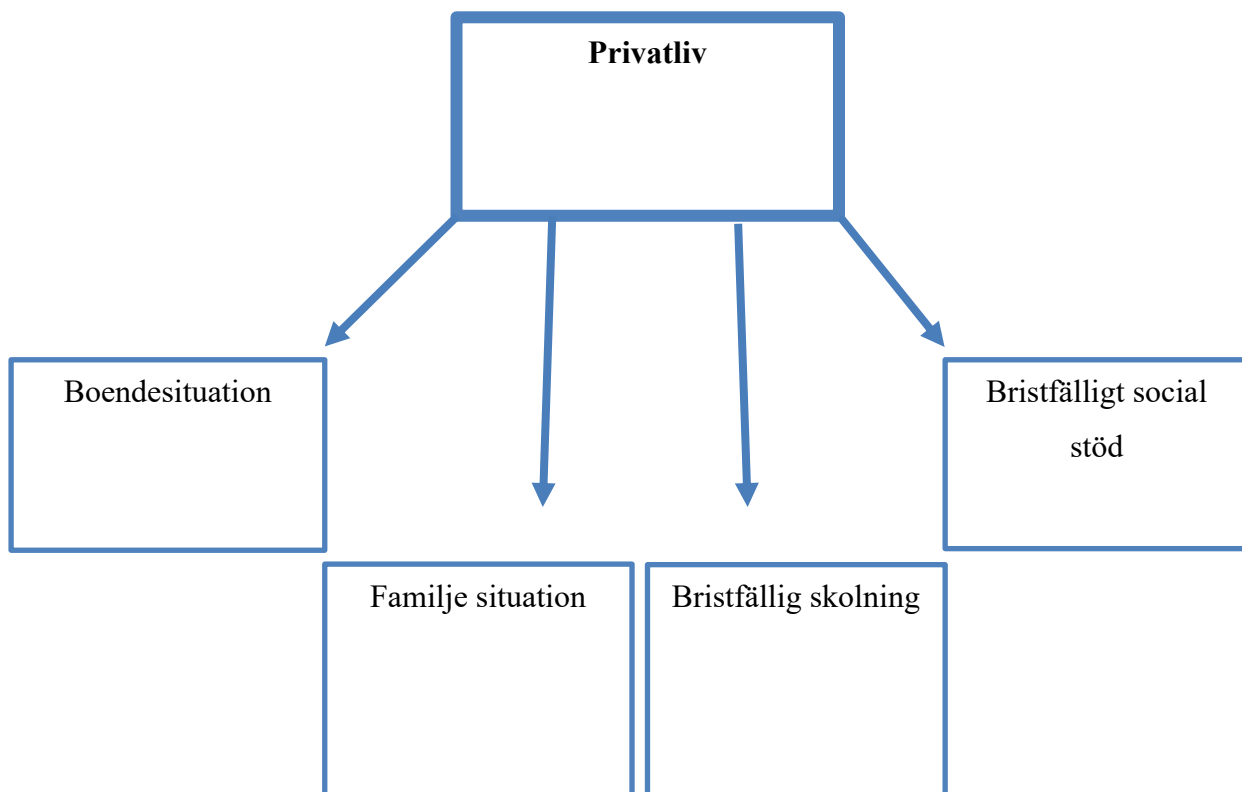 Privatliv
Boendesituation
Bristfälligt social
stöd
Familje situation
Bristfällig skolning